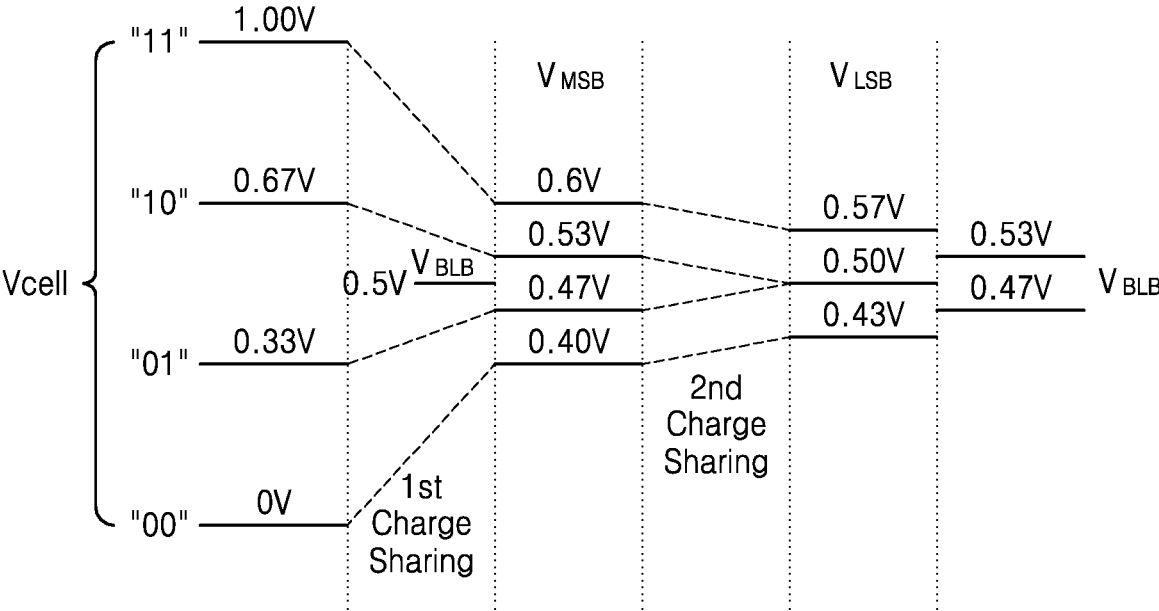 "11" 1.00V
V MSB
V LSB
"10" 0.67V
0.6V
0.57V
0.53V
0.53V
0.50V
Vcell
0.5V V BLB
0.47V
0.47V
V BLB
0.43V
"01" 0.33V
0.40V
2nd
Charge
Sharing
"00" 0V
1st
Charge
Sharing